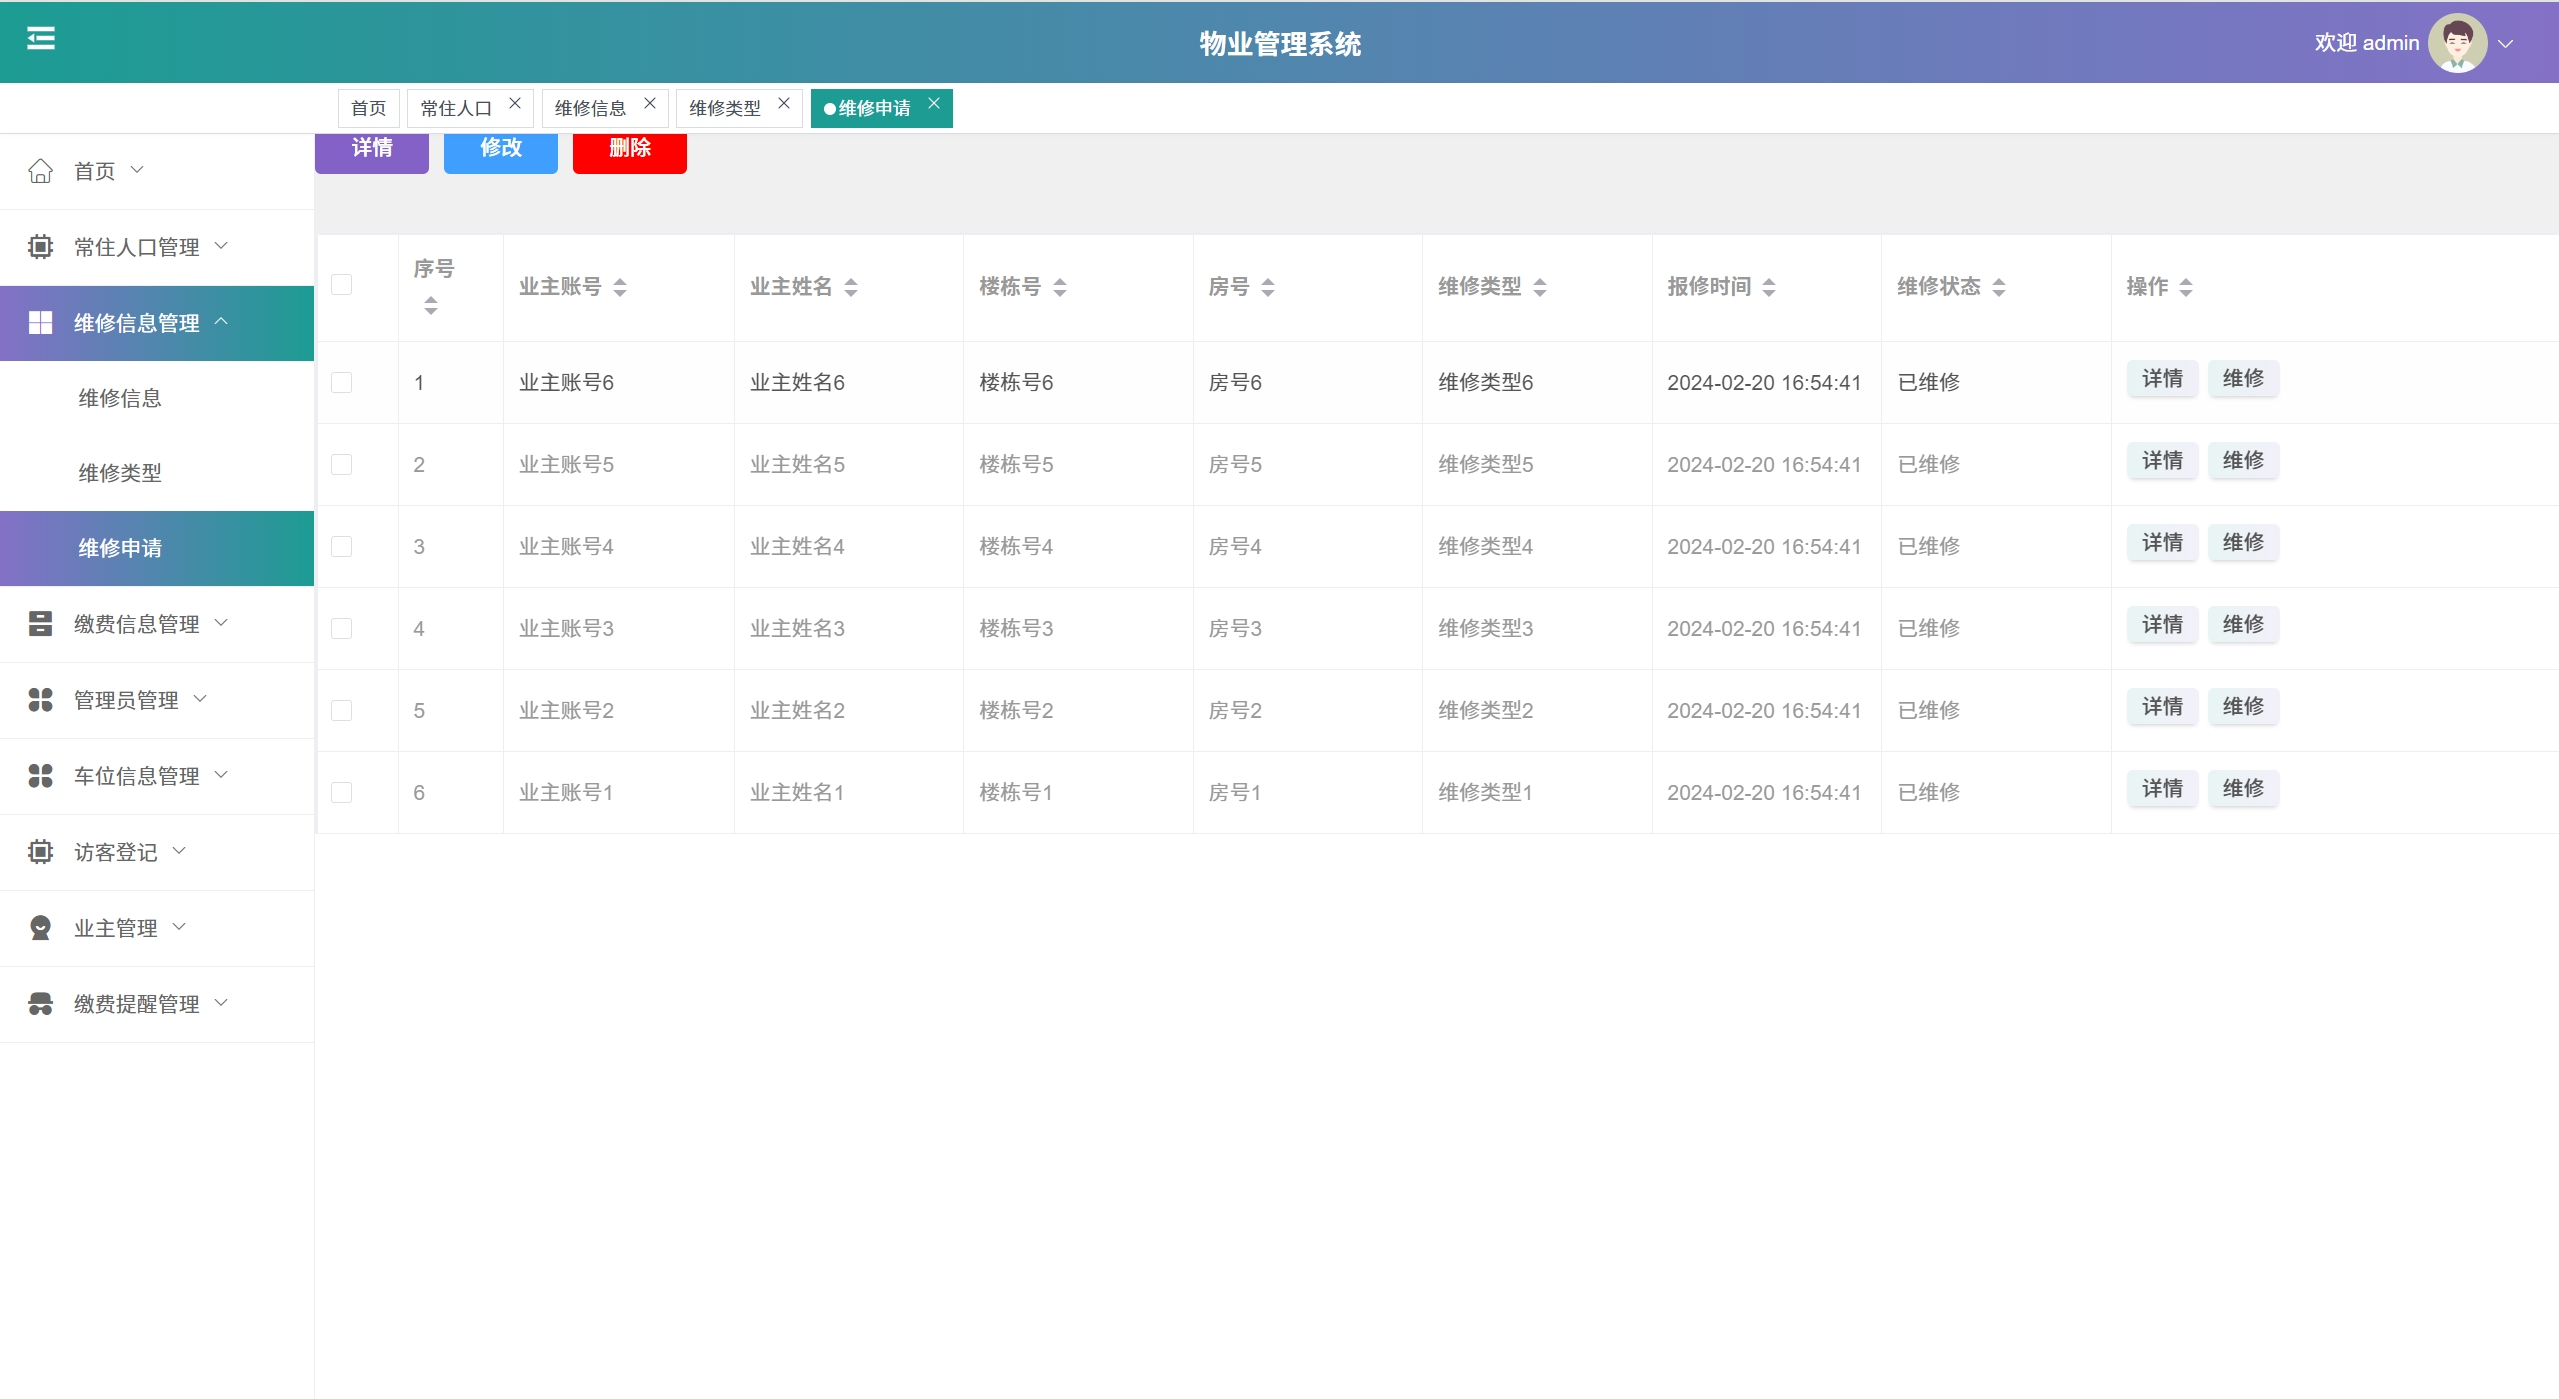 物业管理系统
欢迎 admin
首页 常住人口 维修信息 维修类型 维修申请
详情 修改 删除
首页
常住人口管理
维修信息管理
维修信息
维修类型
维修申请
缴费信息管理
管理员管理
车位信息管理
访客登记
业主管理
缴费提醒管理
序号 业主账号 业主姓名 楼栋号 房号 维修类型 报修时间 维修状态 操作
1 业主账号6 业主姓名6 楼栋号6 房号6 维修类型6 2024-02-20 16:54:41 已维修 详情 维修
2 业主账号5 业主姓名5 楼栋号5 房号5 维修类型5 2024-02-20 16:54:41 已维修 详情 维修
3 业主账号4 业主姓名4 楼栋号4 房号4 维修类型4 2024-02-20 16:54:41 已维修 详情 维修
4 业主账号3 业主姓名3 楼栋号3 房号3 维修类型3 2024-02-20 16:54:41 已维修 详情 维修
5 业主账号2 业主姓名2 楼栋号2 房号2 维修类型2 2024-02-20 16:54:41 已维修 详情 维修
6 业主账号1 业主姓名1 楼栋号1 房号1 维修类型1 2024-02-20 16:54:41 已维修 详情 维修